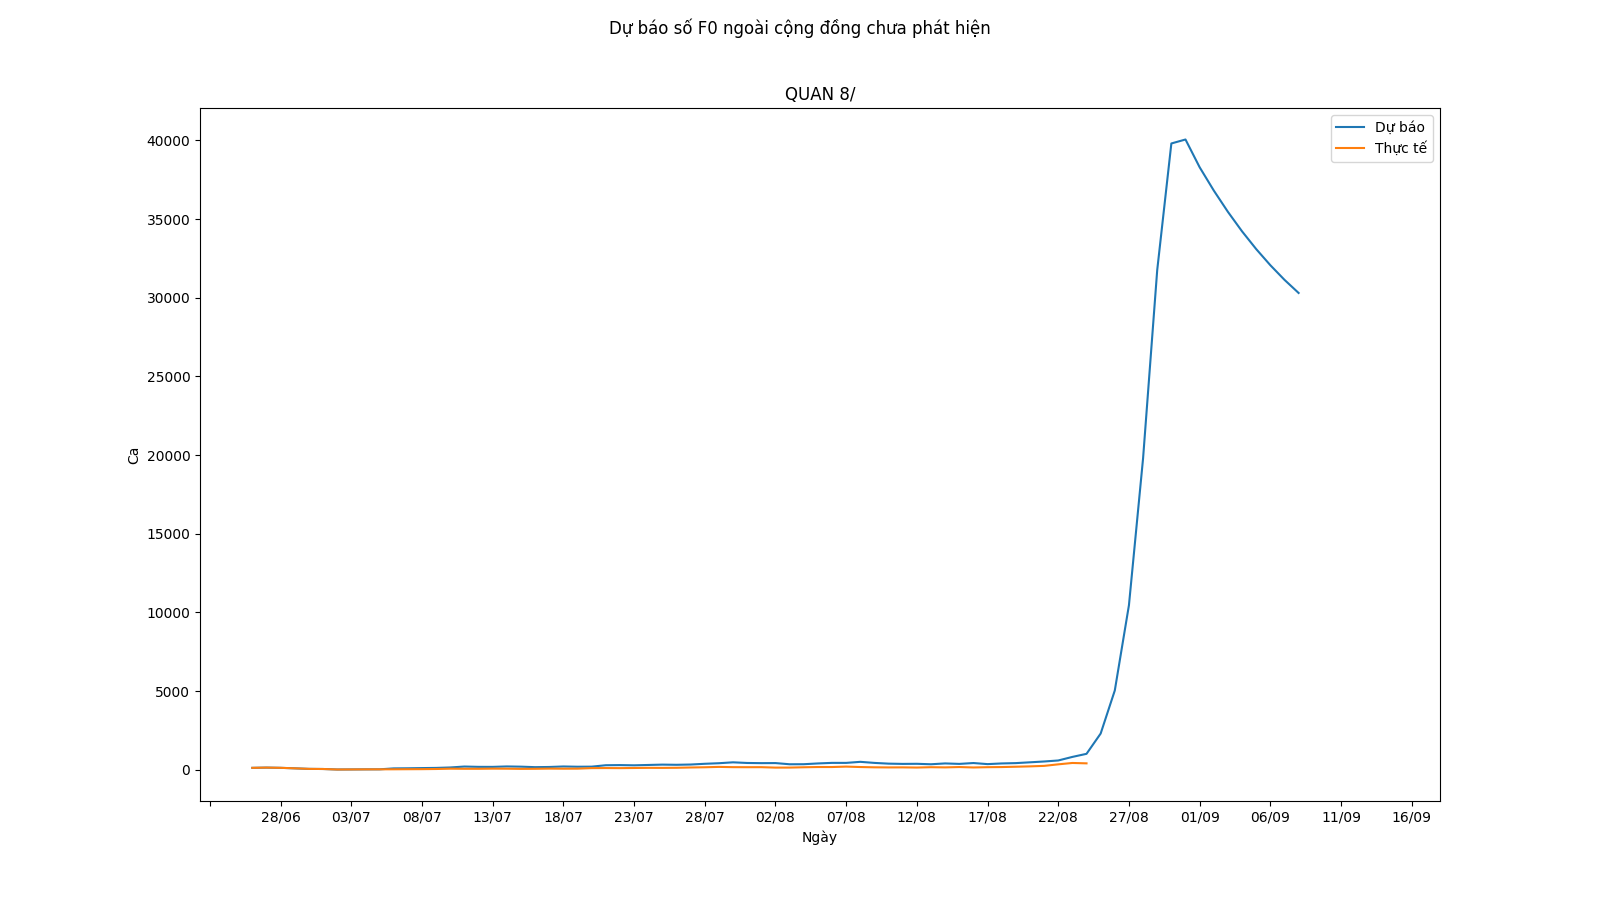 Dự báo số F0 ngoài cộng đồng chưa phát hiện
QUAN 8/
Dự báo
Thực tế
40000
35000
30000
25000
20000
15000
10000
5000
0
Ca
28/06 03/07 08/07 13/07 18/07 23/07 28/07 02/08 07/08 12/08 17/08 22/08 27/08 01/09 06/09 11/09 16/09
Ngày